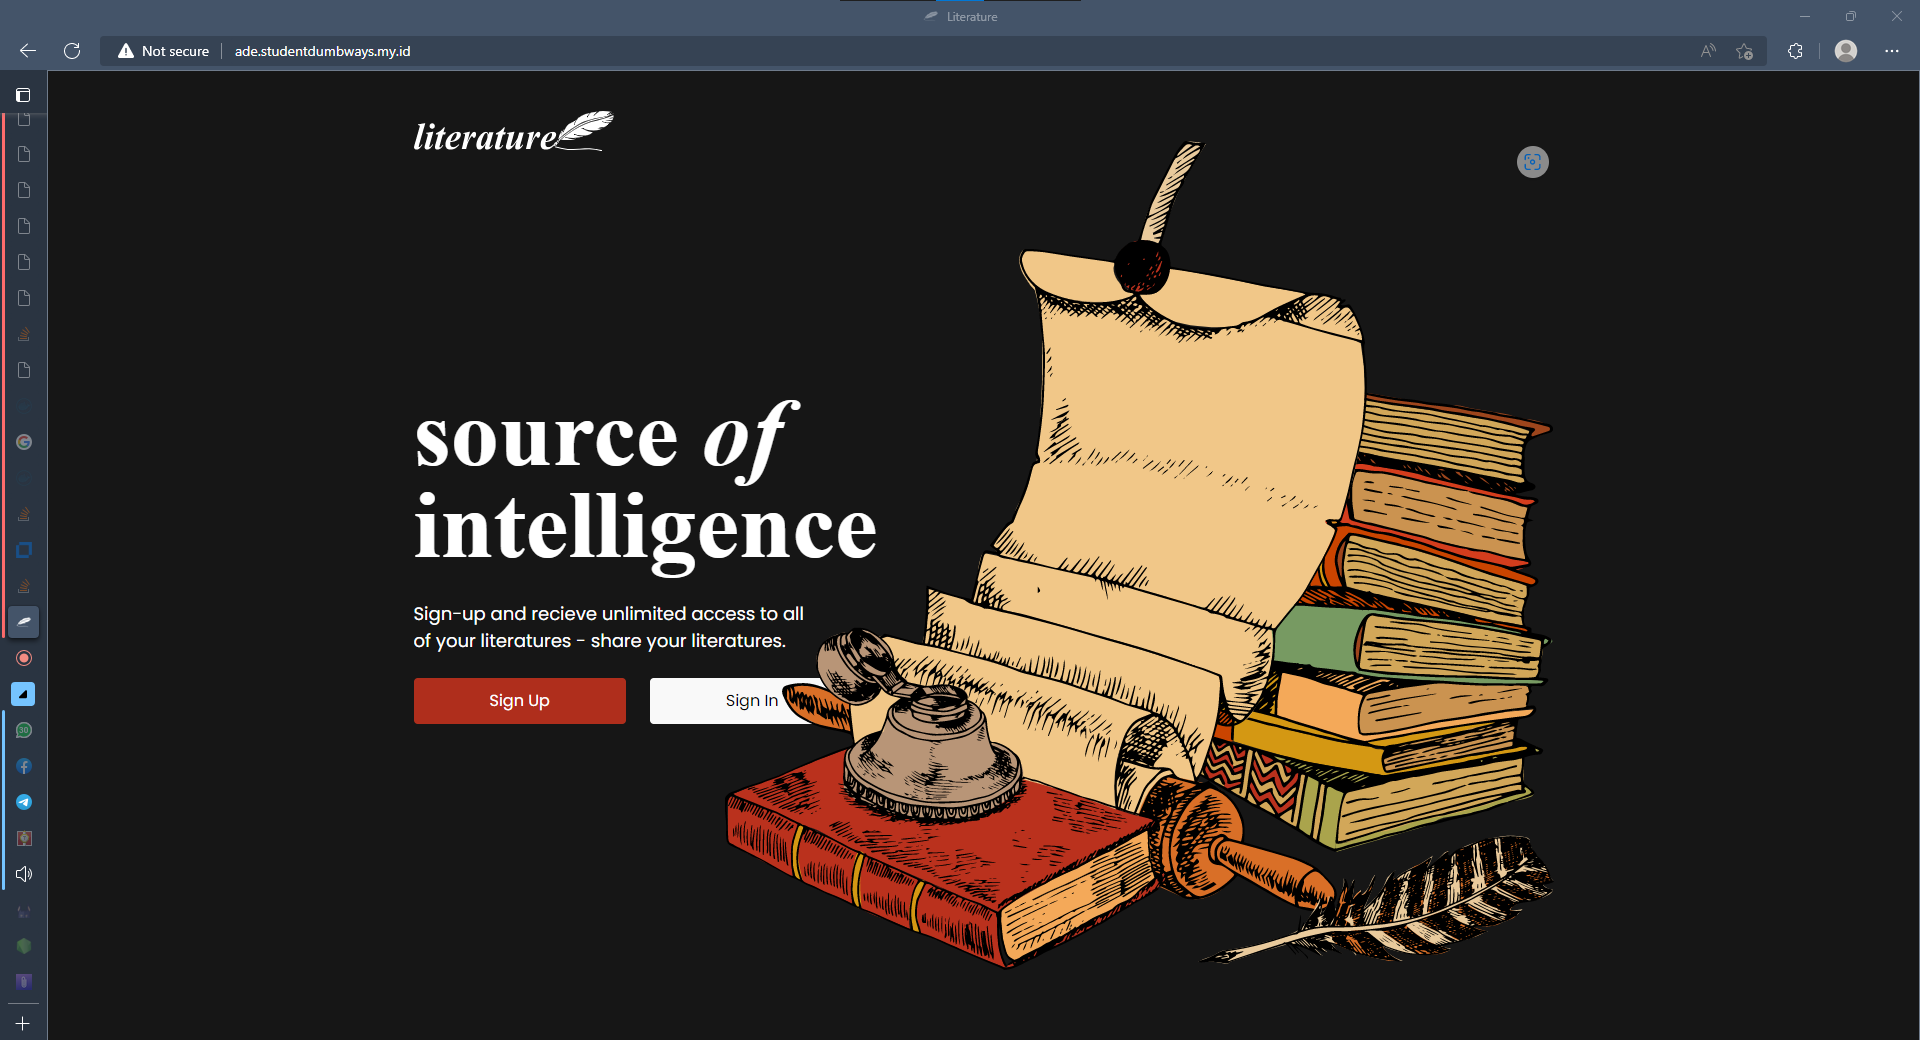 Literature
Not secure
ade.studentdumbways.my.id
literature
source of
intelligence
Sign-up and recieve unlimited access to all
of your literatures - share your literatures.
Sign Up
Sign In
30